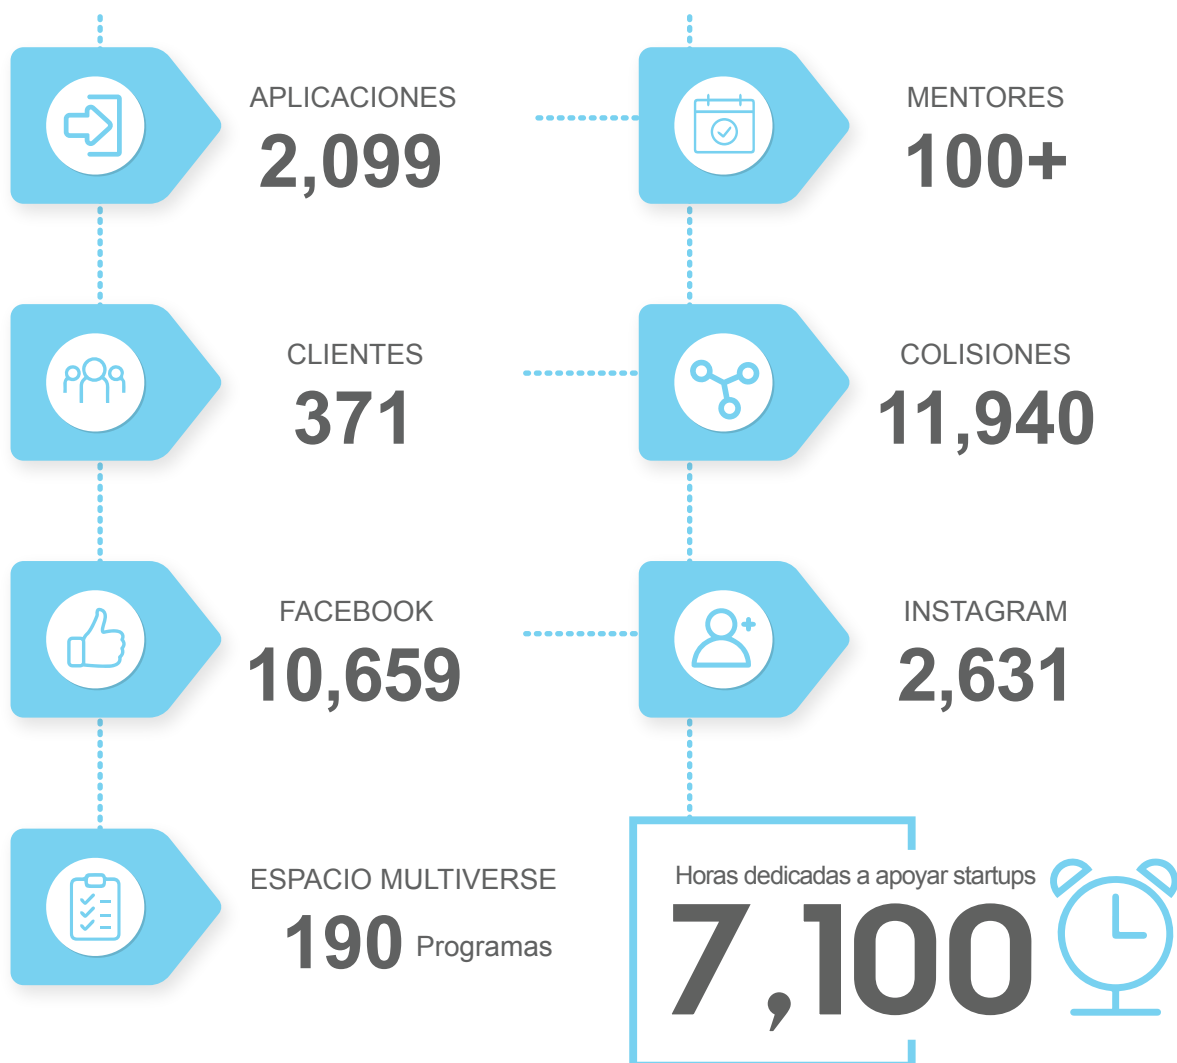 APLICACIONES
2,099
MENTORES
100+
CLIENTES
371
COLISIONES
11,940
FACEBOOK
10,659
INSTAGRAM
2,631
ESPACIO MULTIVERSE
190 Programas
Horas dedicadas a apoyar startups
7,100